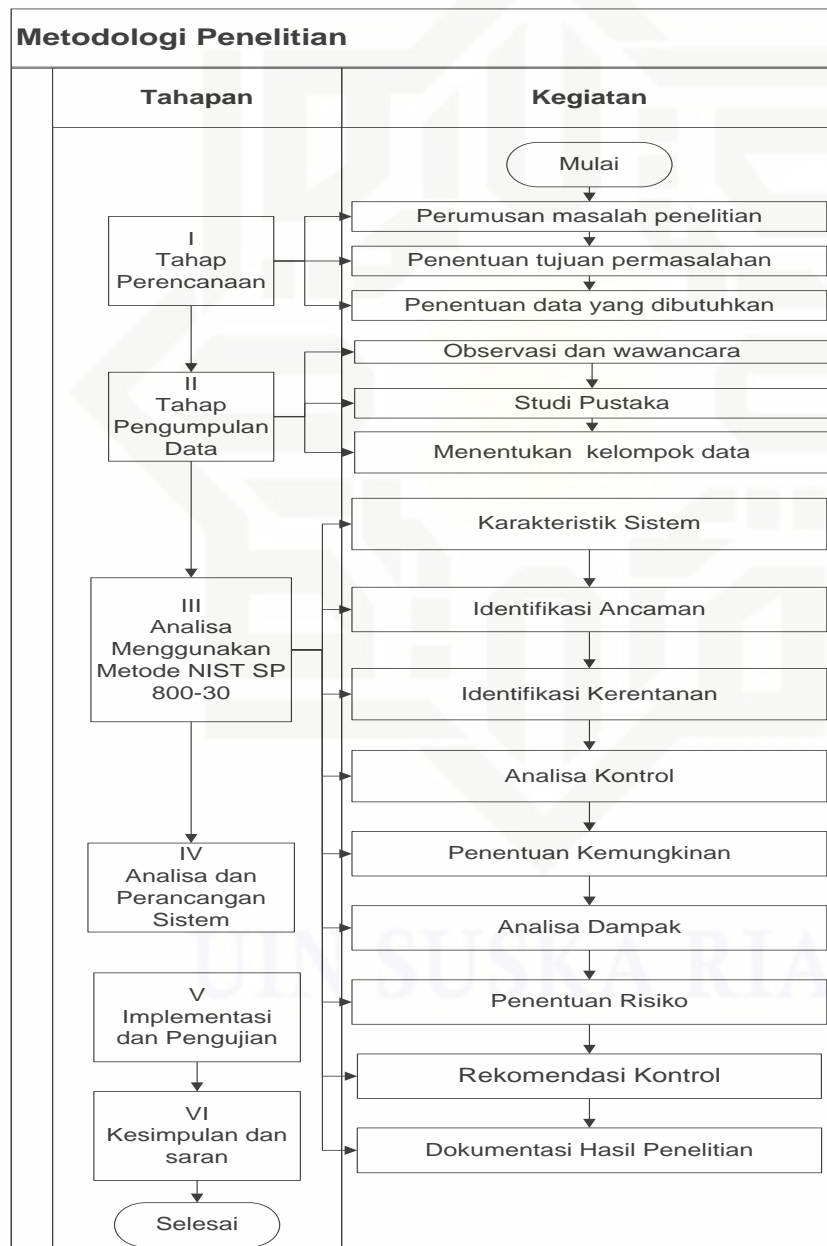 Metodologi Penelitian
Tahapan
Kegiatan
Mulai
I
Tahap
Perencanaan
Perumusan masalah penelitian
Penentuan tujuan permasalahan
Penentuan data yang dibutuhkan
II
Tahap
Pengumpulan
Data
Observasi dan wawancara
Studi Pustaka
Menentukan kelompok data
III
Analisa
Menggunakan
Metode NIST SP
800-30
Karakteristik Sistem
Identifikasi Ancaman
Identifikasi Kerentanan
Analisa Kontrol
Penentuan Kemungkinan
Analisa Dampak
Penentuan Risiko
Rekomendasi Kontrol
Dokumentasi Hasil Penelitian
IV
Analisa dan
Perancangan
Sistem
V
Implementasi
dan Pengujian
VI
Kesimpulan dan
saran
Selesai
UIN SUSKA RIA